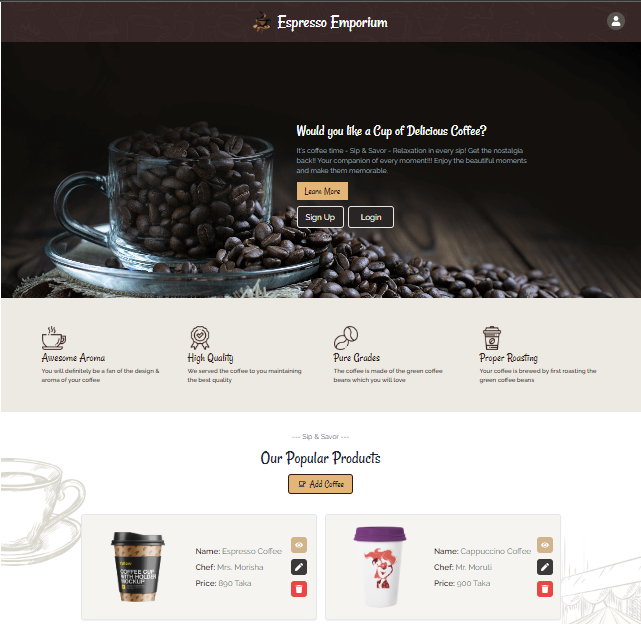 Espresso Emporium
Would you like a Cup of Delicious Coffee?
It's coffee time - Sip & Savor - Relaxation in every sip! Get the nostalgia
back!! Your companion of every moment!!! Enjoy the beautiful moments
and make them memorable.
Learn More
Sign Up Login
Awesome Aroma
You will definitely be a fan of the design &
aroma of your coffee
High Quality
We served the coffee to you maintaining
the best quality
Pure Grades
The coffee is made of the green coffee
beans which you will love
Proper Roasting
Your coffee is brewed by first roasting the
green coffee beans
--- Sip & Savor ---
Our Popular Products
Add Coffee
COFFEE CUP
WITH HOLDER
MOCKUP
Name: Espresso Coffee
Chef: Mrs. Morisha
Price: 890 Taka
Name: Cappuccino Coffee
Chef: Mr. Moruti
Price: 900 Taka